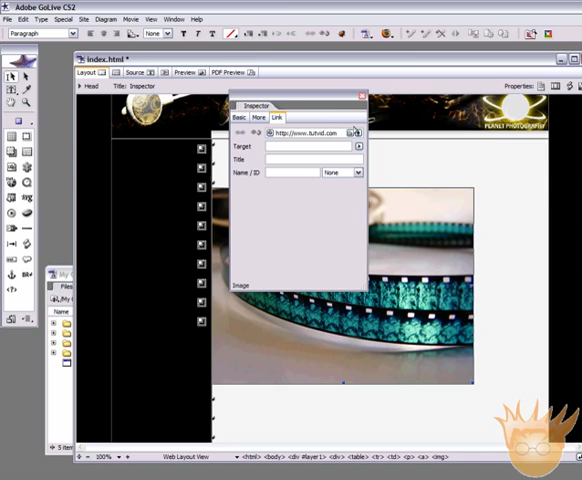 Adobe GoLive CS2
File Edit Type Special Site Diagram Movie View Window Help
Paragraph None
index.html *
Layout Source Preview PDF Preview
Head Title: Inspector Properties:
PLANET PHOTOGRAPHY
Inspector
Basic More Link
http://www.tutvid.com
Target
Title
Name / ID None
Image
Files
Name
5 item
100% Web Layout View <html> <body> <div #layer1> <div> <table> <tr> <td> <p> <a> <img>